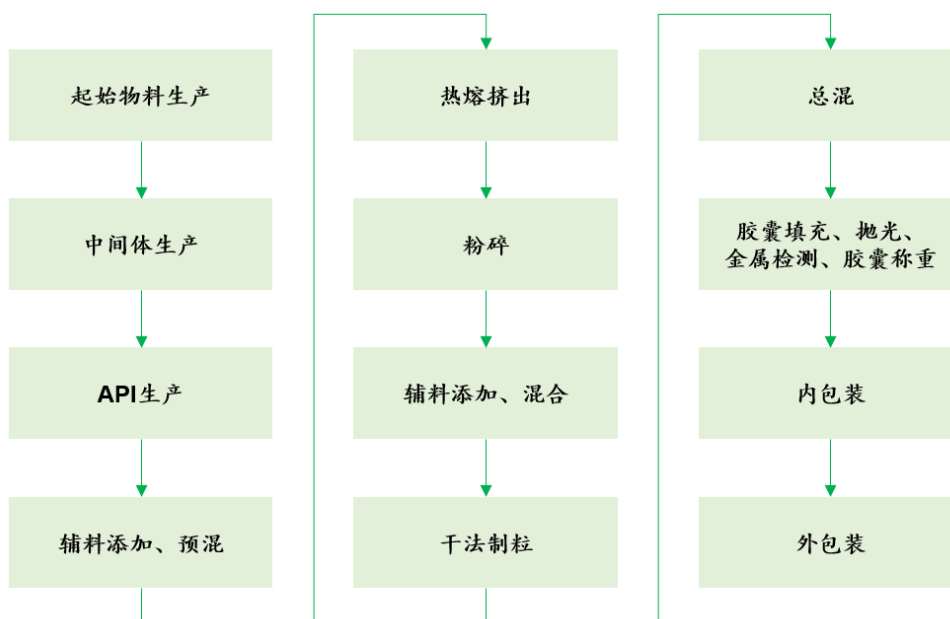 起始物料生产
中间体生产
API生产
辅料添加、预混
热熔挤出
粉碎
辅料添加、混合
干法制粒
总混
胶囊填充、抛光、
金属检测、胶囊称重
内包装
外包装